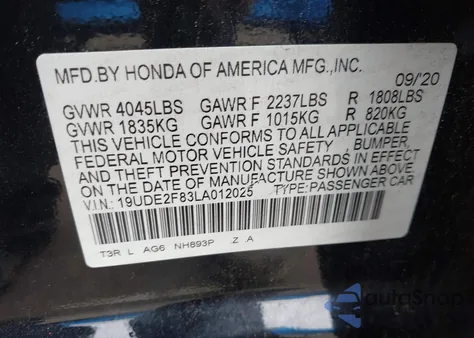 MFD.BY HONDA OF AMERICA MFG.,INC. 09/20
GVWR 4045LBS GAWR F 2237LBS R 1808LBS
GVWR 1835KG GAWR F 1015KG R 820KG
THIS VEHICLE CONFORMS TO ALL APPLICABLE
FEDERAL MOTOR VEHICLE SAFETY, BUMPER,
AND THEFT PREVENTION STANDARDS IN EFFECT
ON THE DATE OF MANUFACTURE SHOWN ABOVE.
V.I.N: 19UDE2F83LA012025 TYPE:PASSENGER CAR
T3R L AG6 NH893P Z A
autoSnap